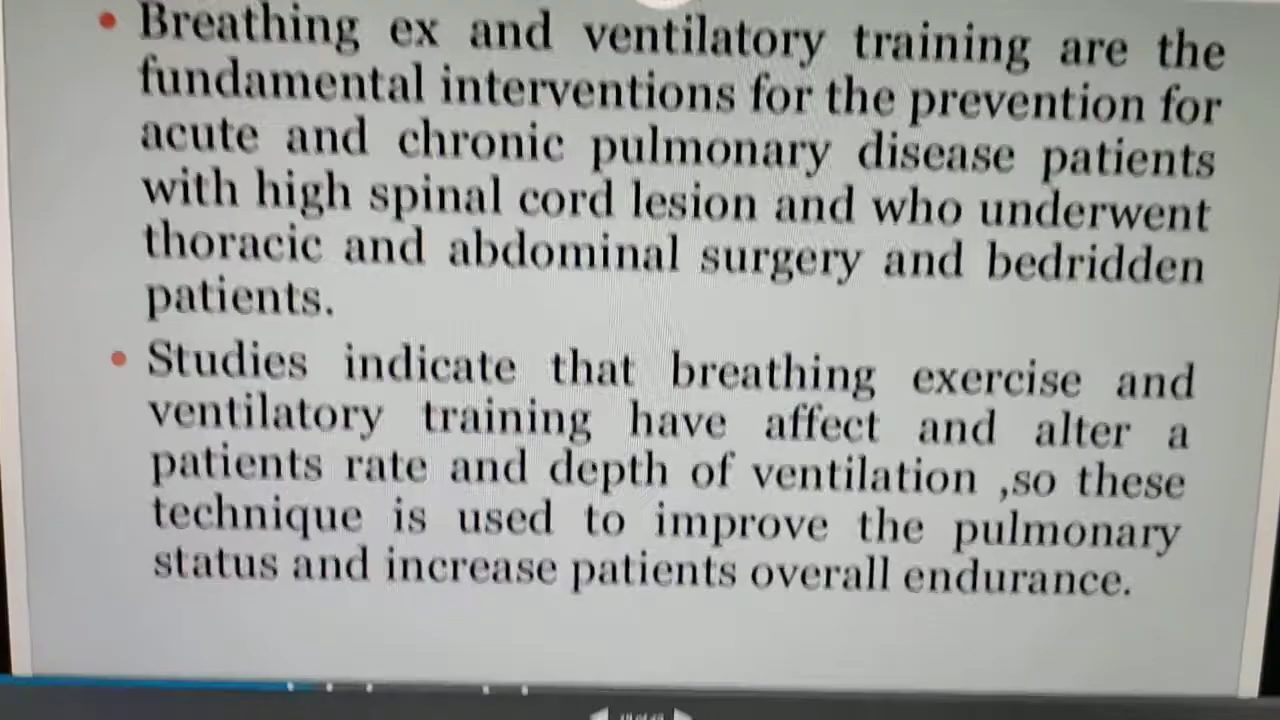 • Breathing ex and ventilatory training are the
fundamental interventions for the prevention for
acute and chronic pulmonary disease patients
with high spinal cord lesion and who underwent
thoracic and abdominal surgery and bedridden
patients.
• Studies indicate that breathing exercise and
ventilatory training have affect and alter a
patients rate and depth of ventilation ,so these
technique is used to improve the pulmonary
status and increase patients overall endurance.